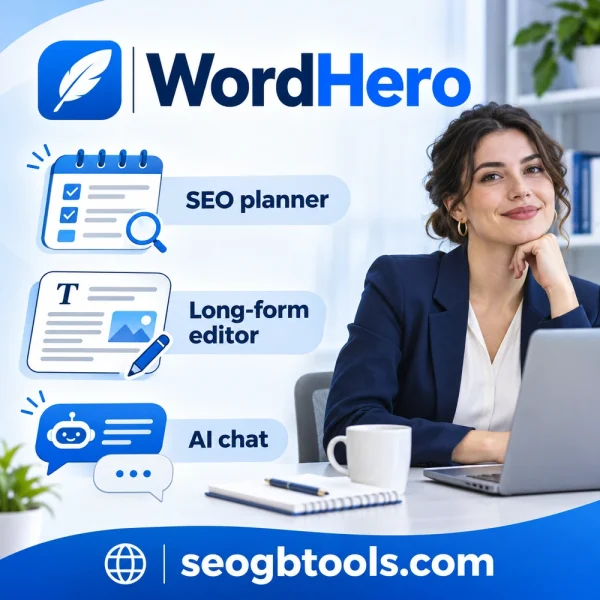 WordHero
SEO planner
T
Long-form
editor
AI chat
seogbtools.com